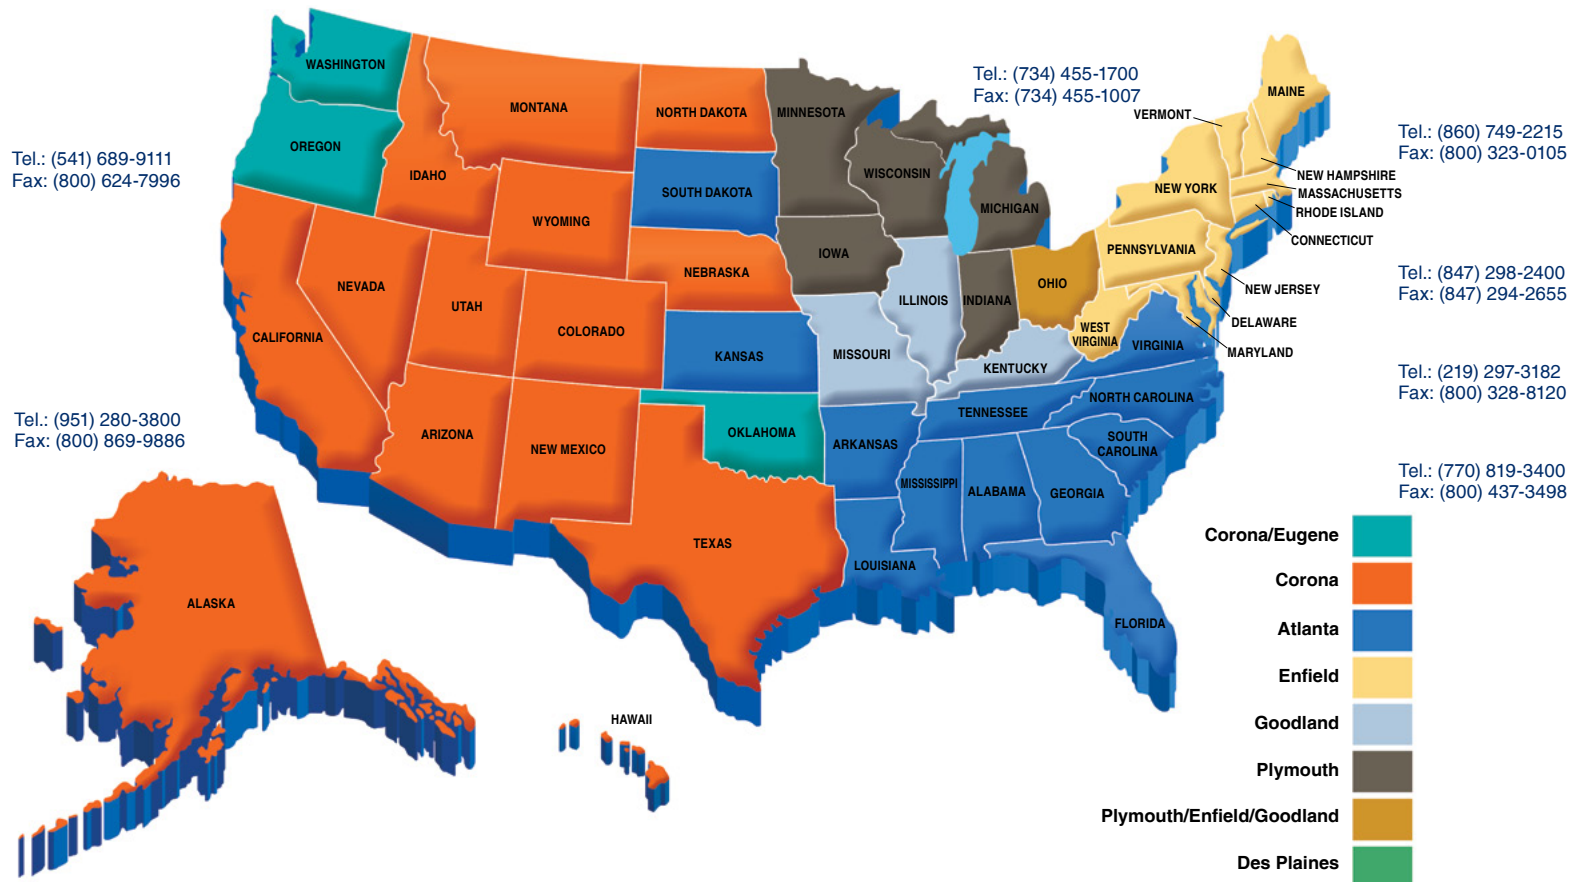 WASHINGTON
OREGON
Tel.: (541) 689-9111
Fax: (800) 624-7996
MONTANA
IDAHO
WYOMING
NORTH DAKOTA
SOUTH DAKOTA
NEBRASKA
MINNESOTA
WISCONSIN
MICHIGAN
IOWA
Tel.: (734) 455-1700
Fax: (734) 455-1007
MAINE
VERMONT
NEW YORK
NEW HAMPSHIRE
MASSACHUSETTS
RHODE ISLAND
CONNECTICUT
PENNSYLVANIA
NEW JERSEY
DELAWARE
MARYLAND
Tel.: (860) 749-2215
Fax: (800) 323-0105
Tel.: (847) 298-2400
Fax: (847) 294-2655
Tel.: (219) 297-3182
Fax: (800) 328-8120
Tel.: (770) 819-3400
Fax: (800) 437-3498
NEVADA
UTAH
COLORADO
CALIFORNIA
KANSAS
MISSOURI
ILLINOIS
INDIANA
OHIO
WEST
VIRGINIA
VIRGINIA
KENTUCKY
Tel.: (951) 280-3800
Fax: (800) 869-9886
ARIZONA
NEW MEXICO
OKLAHOMA
TEXAS
ARKANSAS
TENNESSEE
NORTH CAROLINA
SOUTH
CAROLINA
MISSISSIPPI
ALABAMA
GEORGIA
LOUISIANA
FLORIDA
ALASKA
HAWAII
Corona/Eugene
Corona
Atlanta
Enfield
Goodland
Plymouth
Plymouth/Enfield/Goodland
Des Plaines